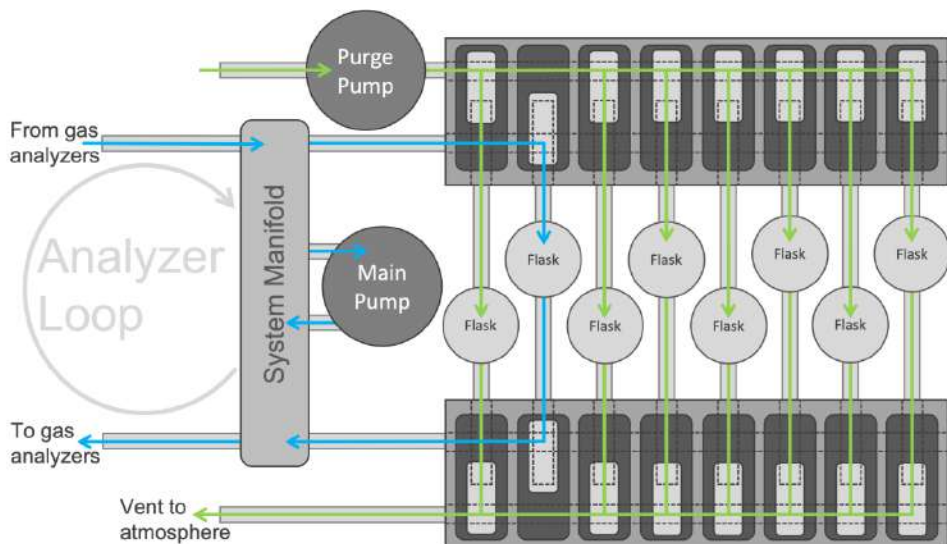 Purge
Pump
From gas
analyzers
Analyzer
Loop
System Manifold
Main
Pump
Flask
Flask
Flask
Flask
Flask
Flask
Flask
Flask
To gas
analyzers
Vent to
atmosphere